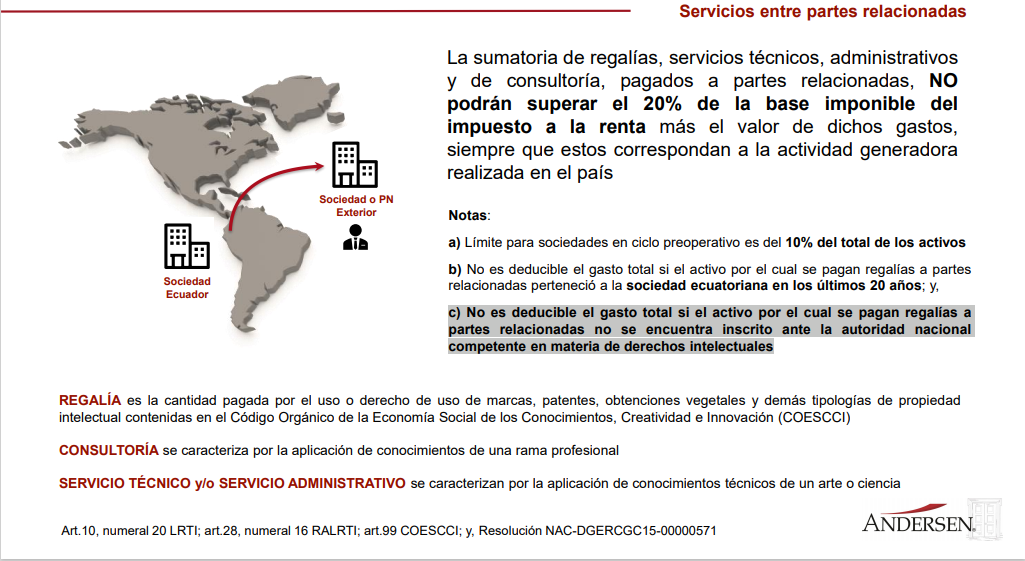 Servicios entre partes relacionadas
La sumatoria de regalías, servicios técnicos, administrativos
y de consultoría, pagados a partes relacionadas, NO
podrán superar el 20% de la base imponible del
impuesto a la renta más el valor de dichos gastos,
siempre que estos correspondan a la actividad generadora
realizada en el país
Sociedad o PN
Exterior
Sociedad
Ecuador
Notas:
a) Límite para sociedades en ciclo preoperativo es del 10% del total de los activos
b) No es deducible el gasto total si el activo por el cual se pagan regalías a partes
relacionadas perteneció a la sociedad ecuatoriana en los últimos 20 años; y,
c) No es deducible el gasto total si el activo por el cual se pagan regalías a
partes relacionadas no se encuentra inscrito ante la autoridad nacional
competente en materia de derechos intelectuales
REGALÍA es la cantidad pagada por el uso o derecho de uso de marcas, patentes, obtenciones vegetales y demás tipologías de propiedad
intelectual contenidas en el Código Orgánico de la Economía Social de los Conocimientos, Creatividad e Innovación (COESCCI)
CONSULTORÍA se caracteriza por la aplicación de conocimientos de una rama profesional
SERVICIO TÉCNICO y/o SERVICIO ADMINISTRATIVO se caracterizan por la aplicación de conocimientos técnicos de un arte o ciencia
Art.10, numeral 20 LRTI; art.28, numeral 16 RALRTI; art.99 COESCCI; y, Resolución NAC-DGERCGC15-00000571
ANDERSEN®